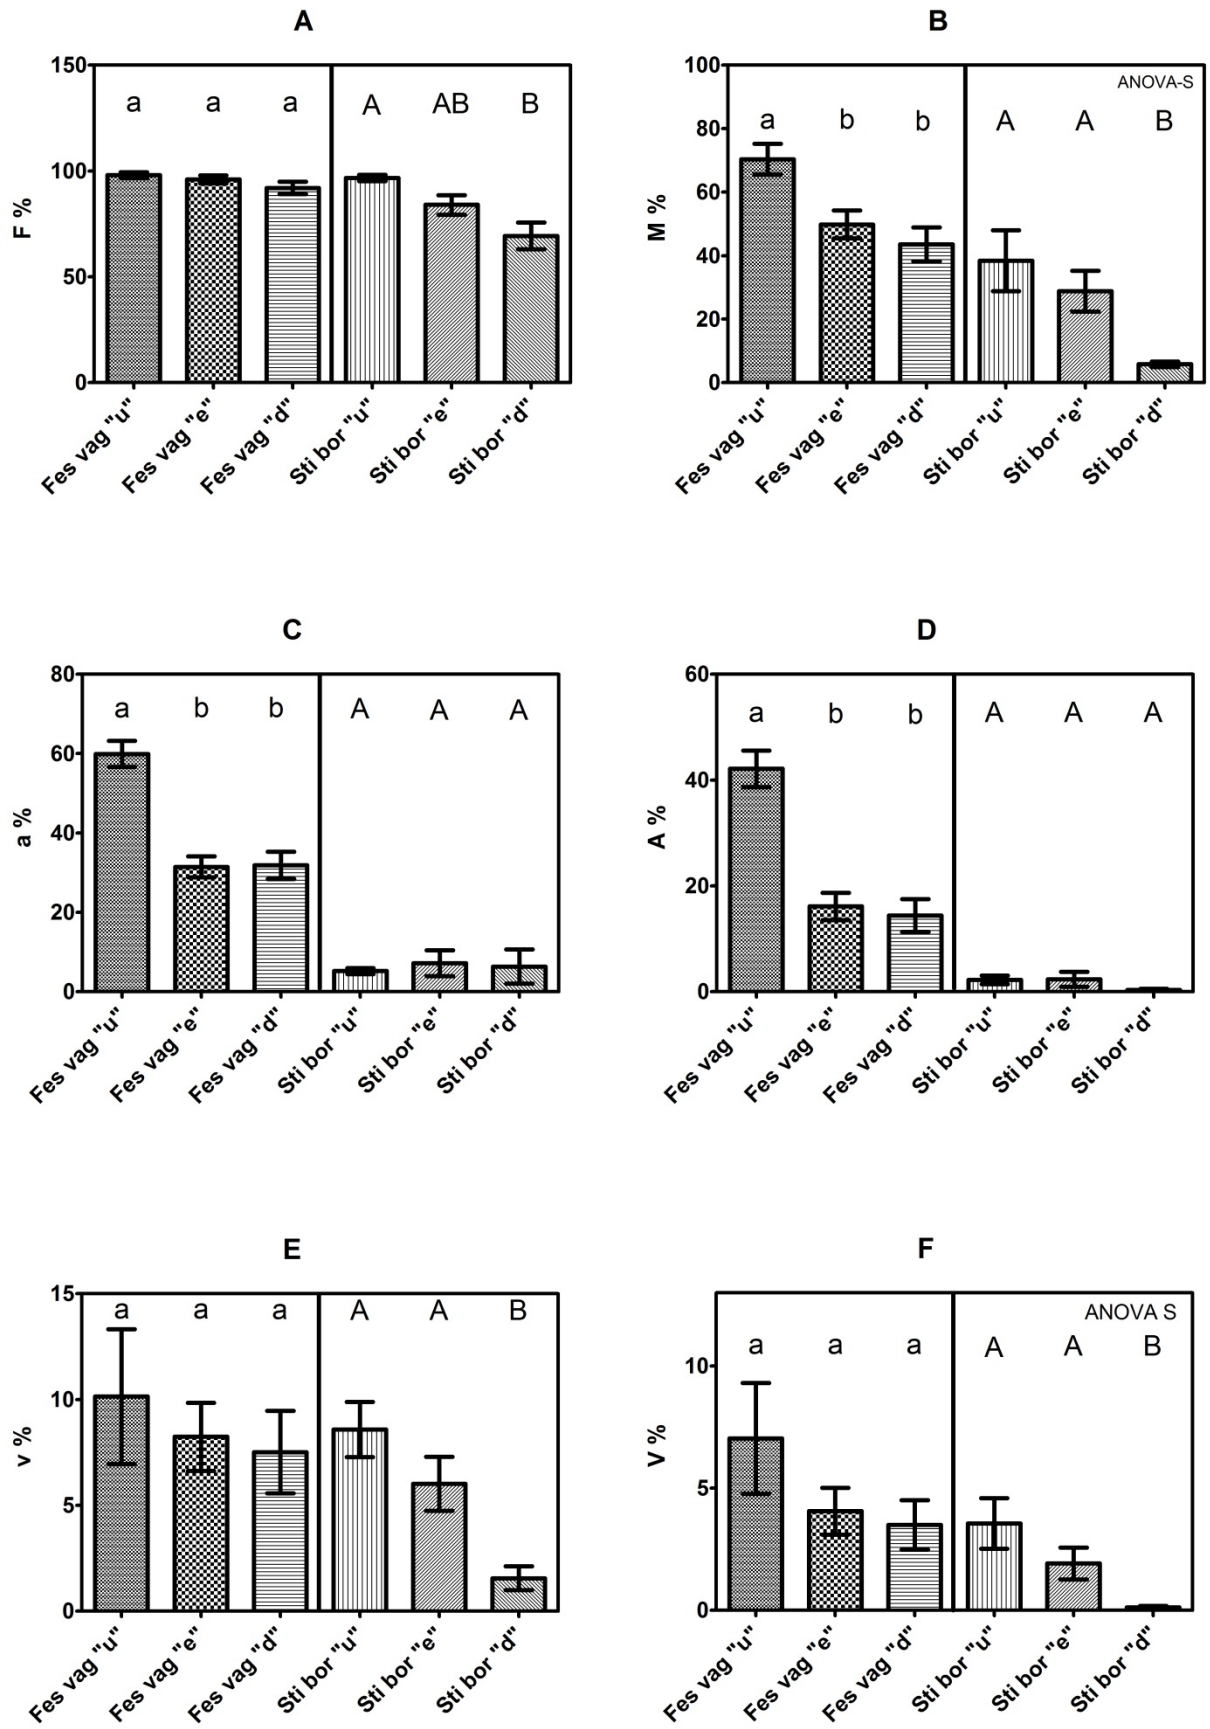 A
150
100
50
0
F %
a a a A AB B
Fes vag "u"
Fes vag "e"
Fes vag "d"
Sti bor "u"
Sti bor "e"
Sti bor "d"
B
100
80
60
40
20
0
M %
ANOVA-S
a b b A A B
Fes vag "u"
Fes vag "e"
Fes vag "d"
Sti bor "u"
Sti bor "e"
Sti bor "d"
C
80
60
40
20
0
a %
a b b A A A
Fes vag "u"
Fes vag "e"
Fes vag "d"
Sti bor "u"
Sti bor "e"
Sti bor "d"
D
60
40
20
0
A %
a b b A A A
Fes vag "u"
Fes vag "e"
Fes vag "d"
Sti bor "u"
Sti bor "e"
Sti bor "d"
E
15
10
5
0
v %
a a a A A B
Fes vag "u"
Fes vag "e"
Fes vag "d"
Sti bor "u"
Sti bor "e"
Sti bor "d"
F
10
5
0
V %
ANOVA S
a a a A A B
Fes vag "u"
Fes vag "e"
Fes vag "d"
Sti bor "u"
Sti bor "e"
Sti bor "d"